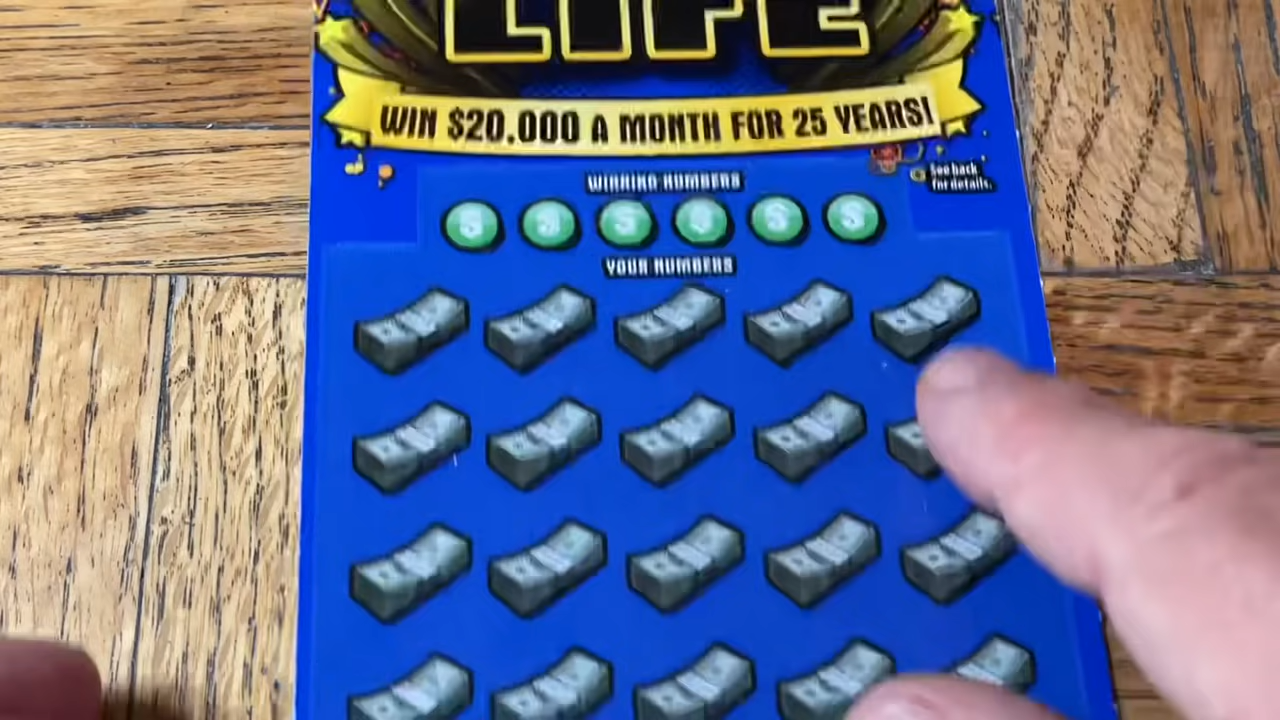 LIFE
WIN $20,000 A MONTH FOR 25 YEARS!
See back
for details.
WINNING NUMBERS
$ $ $ $ $ $
YOUR NUMBERS